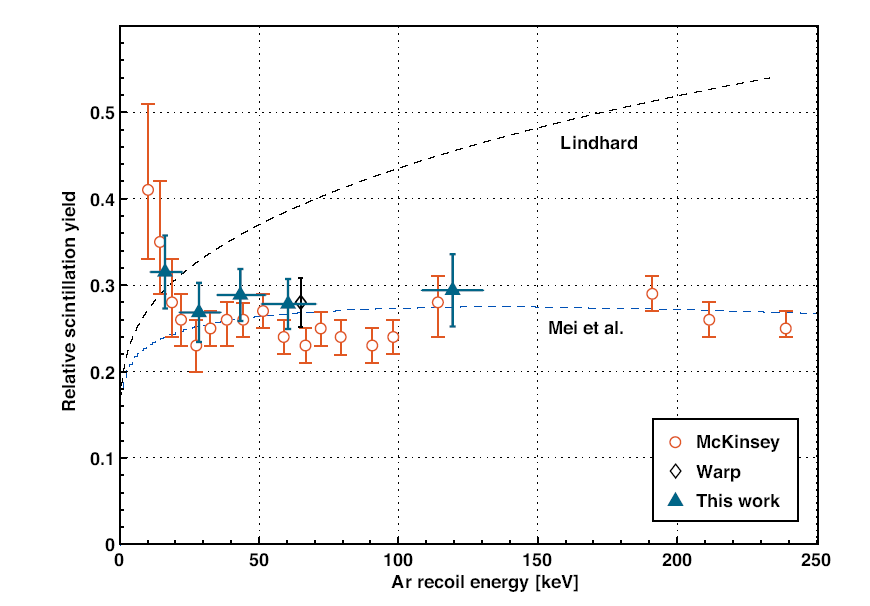 0.5
0.4
0.3
0.2
0.1
0
Relative scintillation yield
Lindhard
Mei et al.
McKinsey
Warp
This work
0 50 100 150 200 250
Ar recoil energy [keV]